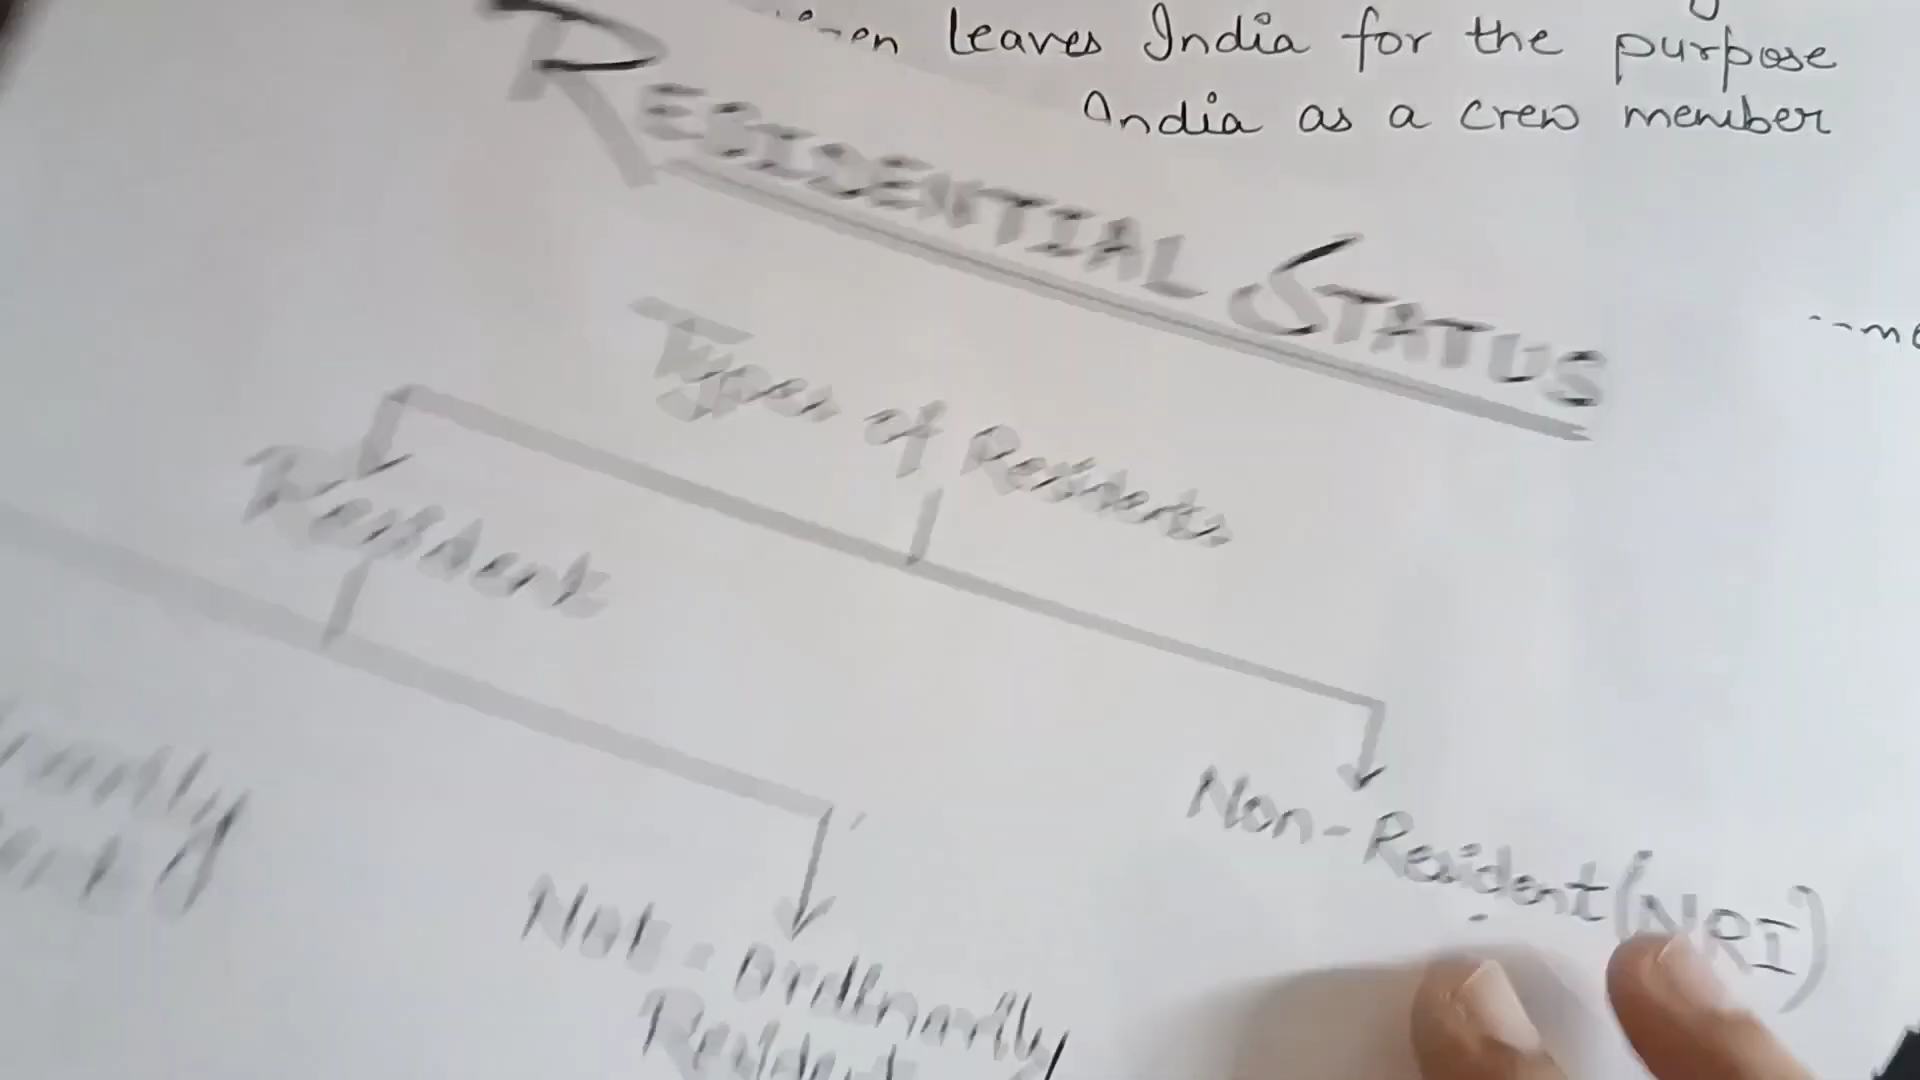 leaves India for the purpose
India as a crew member
RESIDENTIAL STATUS
Types of Residents
Resident
Non-Resident (NRI)
Not-Ordinarily
Resident